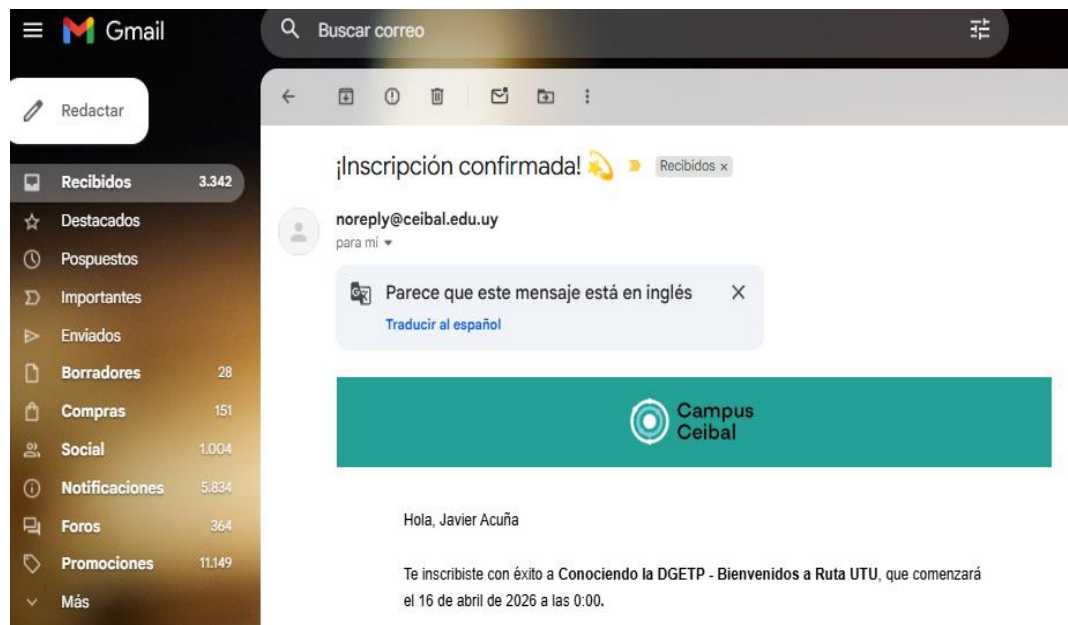 Gmail
Buscar correo
Redactar
Recibidos 3.342
Destacados
Pospuestos
Importantes
Enviados
Borradores 28
Compras 151
Social 1.004
Notificaciones 5.834
Foros 364
Promociones 11.149
Más
¡Inscripción confirmada! 💫 Recibidos ×
noreply@ceibal.edu.uy
para mí
Parece que este mensaje está en inglés
Traducir al español
Campus
Ceibal
Hola, Javier Acuña
Te inscribiste con éxito a Conociendo la DGETP - Bienvenidos a Ruta UTU, que comenzará
el 16 de abril de 2026 a las 0:00.